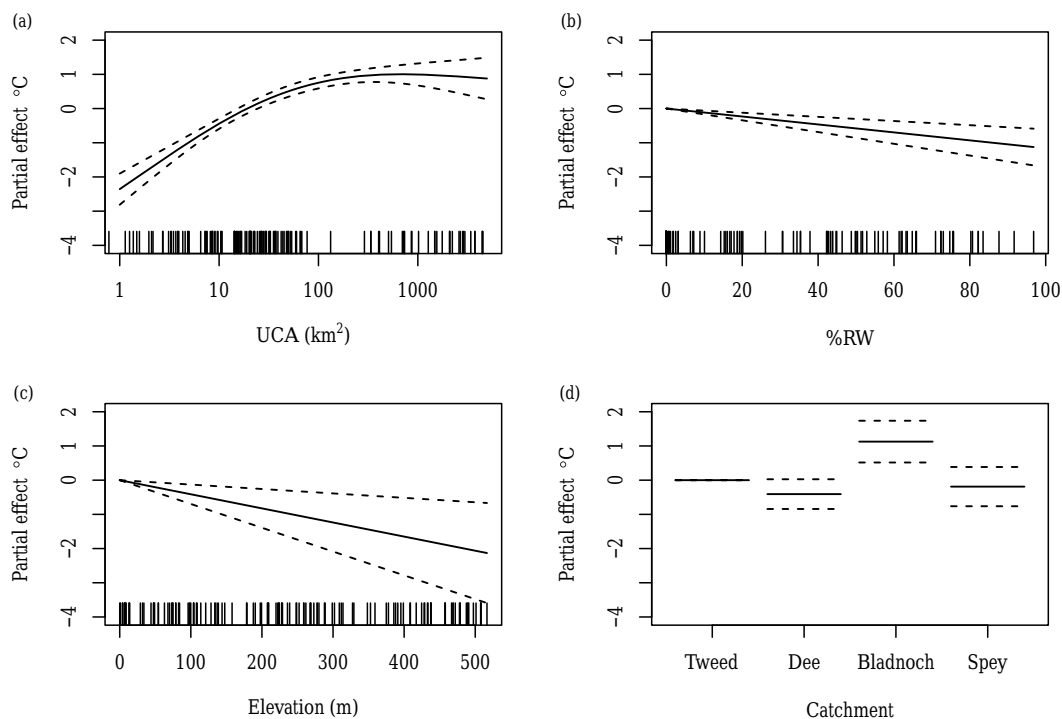 (a)
Partial effect °C
2
1
0
−2
−4
1 10 100 1000
UCA (km²)
(b)
Partial effect °C
2
1
0
−2
−4
0 20 40 60 80 100
%RW
(c)
Partial effect °C
2
1
0
−2
−4
0 100 200 300 400 500
Elevation (m)
(d)
Partial effect °C
2
1
0
−2
−4
Tweed Dee Bladnoch Spey
Catchment